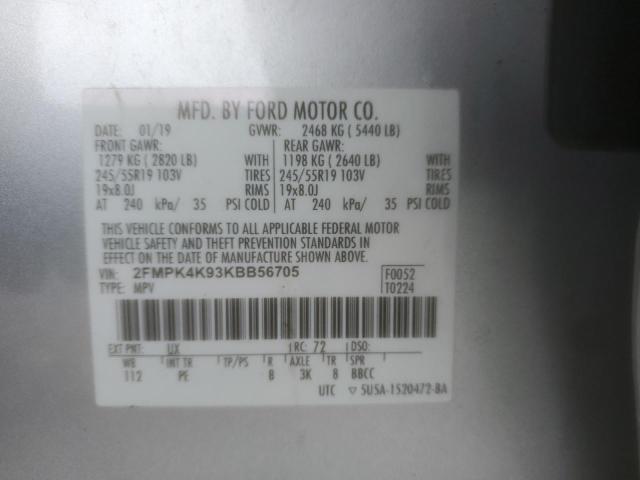 MFD. BY FORD MOTOR CO.
DATE: 01/19 GVWR: 2468 KG ( 5440 LB)
FRONT GAWR: REAR GAWR:
1279 KG ( 2820 LB) WITH 1198 KG ( 2640 LB) WITH
245/55R19 103V TIRES 245/55R19 103V TIRES
19x8.0J RIMS 19x8.0J RIMS
AT 240 kPa/ 35 PSI COLD AT 240 kPa/ 35 PSI COLD
THIS VEHICLE CONFORMS TO ALL APPLICABLE FEDERAL MOTOR
VEHICLE SAFETY AND THEFT PREVENTION STANDARDS IN
EFFECT ON THE DATE OF MANUFACTURE SHOWN ABOVE.
VIN: 2FMPK4K93KBB56705 F0052
TYPE: MPV T0224
EXT PNT: UX RC: 72 DSO:
WB INT TR TP/PS R AXLE TR SPR
112 PE B 3K 8 BBCC
UTC ▽ 5U5A-1520472-BA